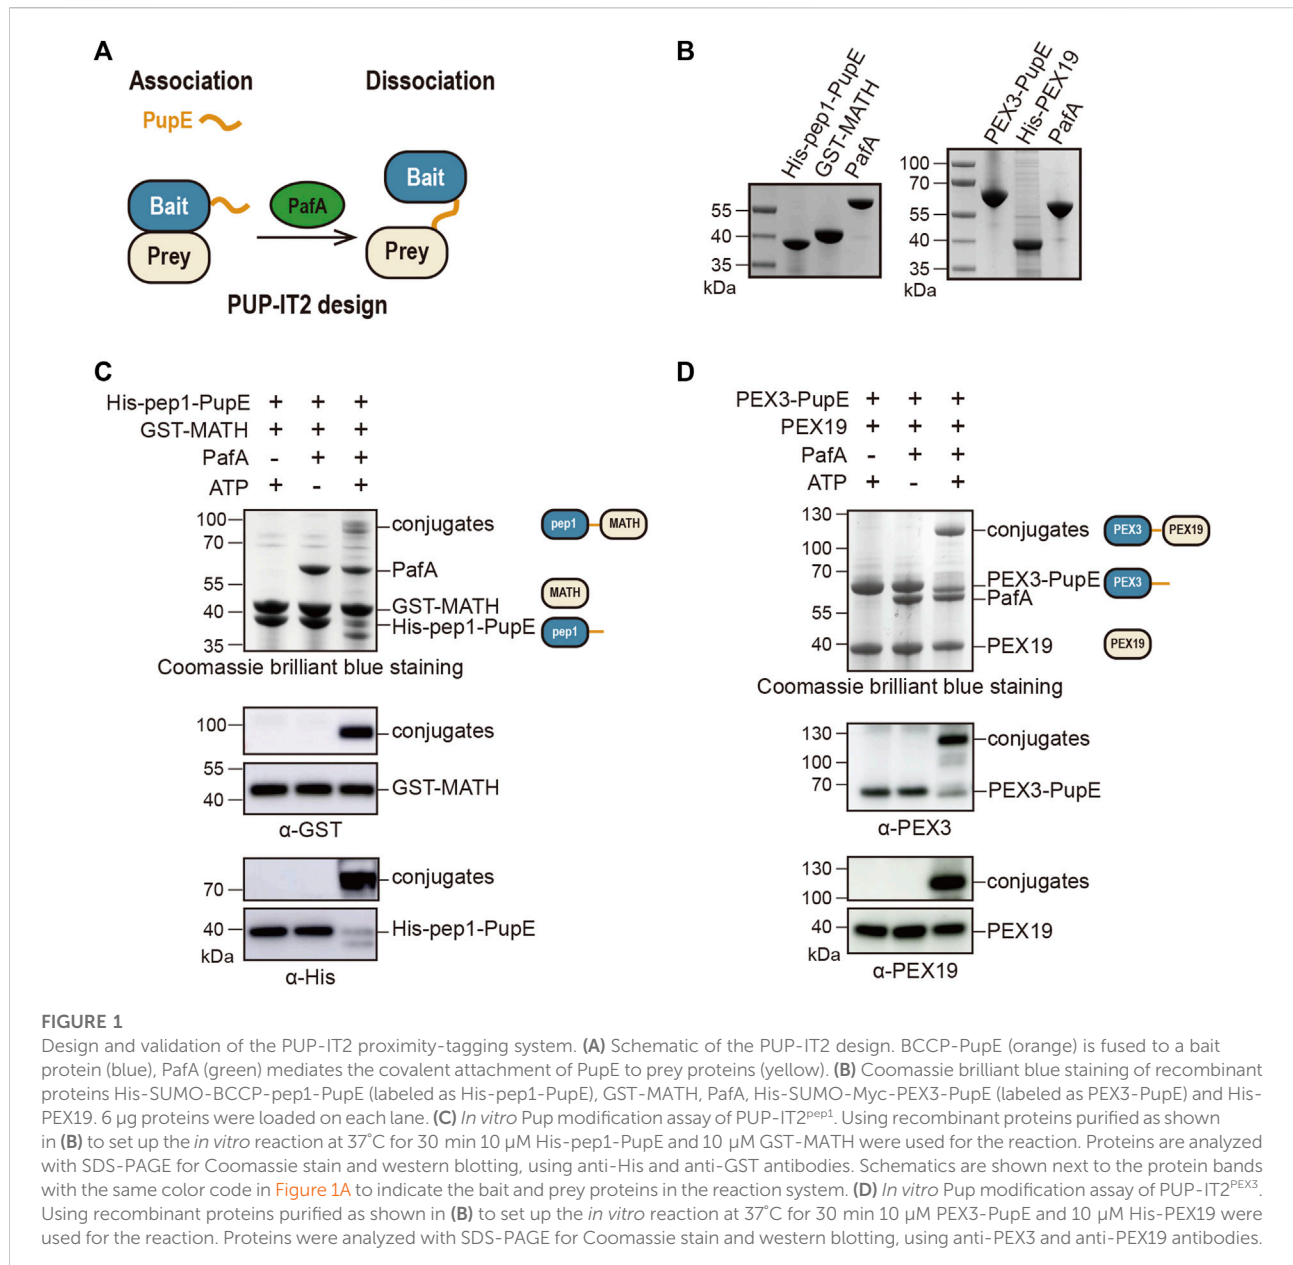 A
Association
Dissociation
PupE
Bait
Bait
PafA
Prey
Prey
PUP-IT2 design
B
His-pep1-PupE
GST-MATH
PafA
55
40
35
kDa
PEX3-PupE
His-PEX19
PafA
100
70
55
40
35
kDa
C
His-pep1-PupE + + +
GST-MATH + + +
PafA - + +
ATP + - +
100
conjugates
pep1
MATH
70
PafA
55
MATH
40
GST-MATH
His-pep1-PupE
pep1
35
Coomassie brilliant blue staining
100
conjugates
55
GST-MATH
40
α-GST
conjugates
70
40
His-pep1-PupE
kDa
α-His
D
PEX3-PupE + + +
PEX19 + + +
PafA - + +
ATP + - +
130
conjugates
PEX3
PEX19
100
70
PEX3-PupE
PEX3
PafA
55
40
PEX19
PEX19
Coomassie brilliant blue staining
130
conjugates
100
70
PEX3-PupE
α-PEX3
130
conjugates
100
40
PEX19
kDa
α-PEX19
FIGURE 1
Design and validation of the PUP-IT2 proximity-tagging system. (A) Schematic of the PUP-IT2 design. BCCP-PupE (orange) is fused to a bait
protein (blue), PafA (green) mediates the covalent attachment of PupE to prey proteins (yellow). (B) Coomassie brilliant blue staining of recombinant
proteins His-SUMO-BCCP-pep1-PupE (labeled as His-pep1-PupE), GST-MATH, PafA, His-SUMO-Myc-PEX3-PupE (labeled as PEX3-PupE) and His-
PEX19. 6 μg proteins were loaded on each lane. (C) In vitro Pup modification assay of PUP-IT2pep1. Using recombinant proteins purified as shown
in (B) to set up the in vitro reaction at 37°C for 30 min 10 μM His-pep1-PupE and 10 μM GST-MATH were used for the reaction. Proteins are analyzed
with SDS-PAGE for Coomassie stain and western blotting, using anti-His and anti-GST antibodies. Schematics are shown next to the protein bands
with the same color code in Figure 1A to indicate the bait and prey proteins in the reaction system. (D) In vitro Pup modification assay of PUP-IT2PEX3.
Using recombinant proteins purified as shown in (B) to set up the in vitro reaction at 37°C for 30 min 10 μM PEX3-PupE and 10 μM His-PEX19 were
used for the reaction. Proteins were analyzed with SDS-PAGE for Coomassie stain and western blotting, using anti-PEX3 and anti-PEX19 antibodies.